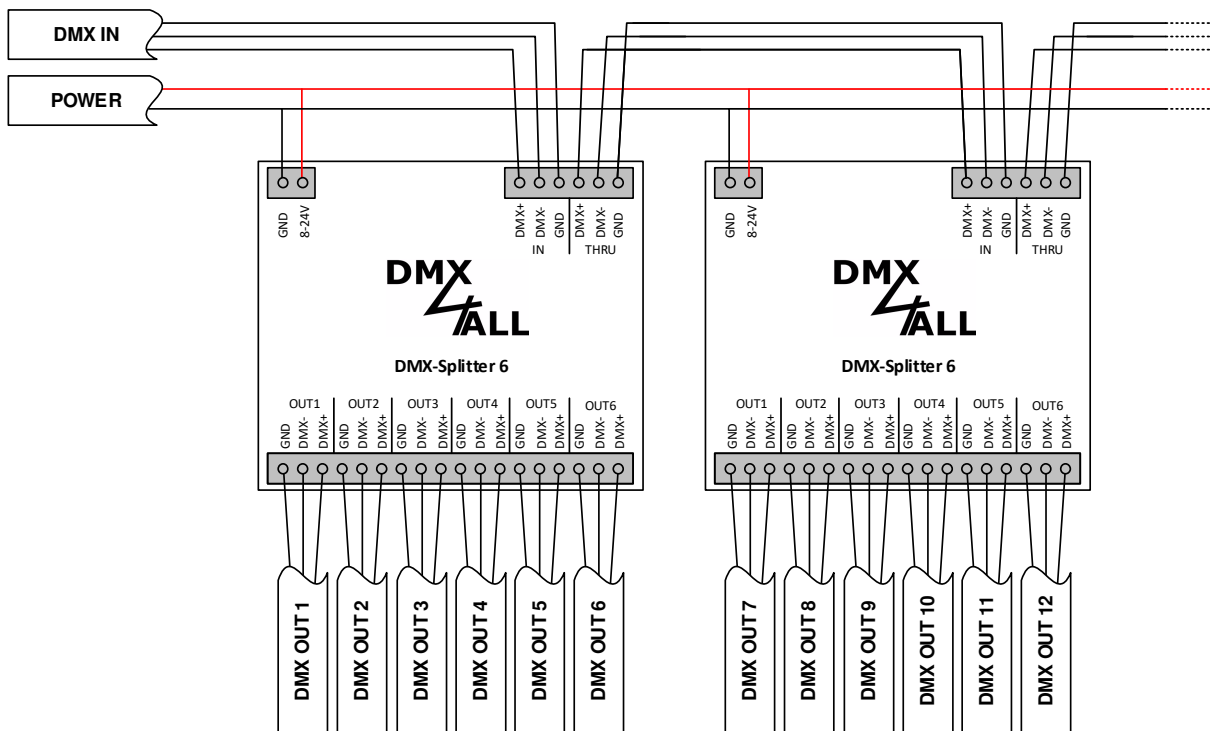 DMX IN
POWER
GND 8-24V DMX+ DMX- GND DMX+ DMX- GND
IN THRU
DMX
4
ALL
DMX-Splitter 6
OUT1 OUT2 OUT3 OUT4 OUT5 OUT6
GND DMX- DMX+ GND DMX- DMX+ GND DMX- DMX+ GND DMX- DMX+ GND DMX- DMX+ GND DMX- DMX+
DMX OUT 1 DMX OUT 2 DMX OUT 3 DMX OUT 4 DMX OUT 5 DMX OUT 6
GND 8-24V DMX+ DMX- GND DMX+ DMX- GND
IN THRU
DMX
4
ALL
DMX-Splitter 6
OUT1 OUT2 OUT3 OUT4 OUT5 OUT6
GND DMX- DMX+ GND DMX- DMX+ GND DMX- DMX+ GND DMX- DMX+ GND DMX- DMX+ GND DMX- DMX+
DMX OUT 7 DMX OUT 8 DMX OUT 9 DMX OUT 10 DMX OUT 11 DMX OUT 12